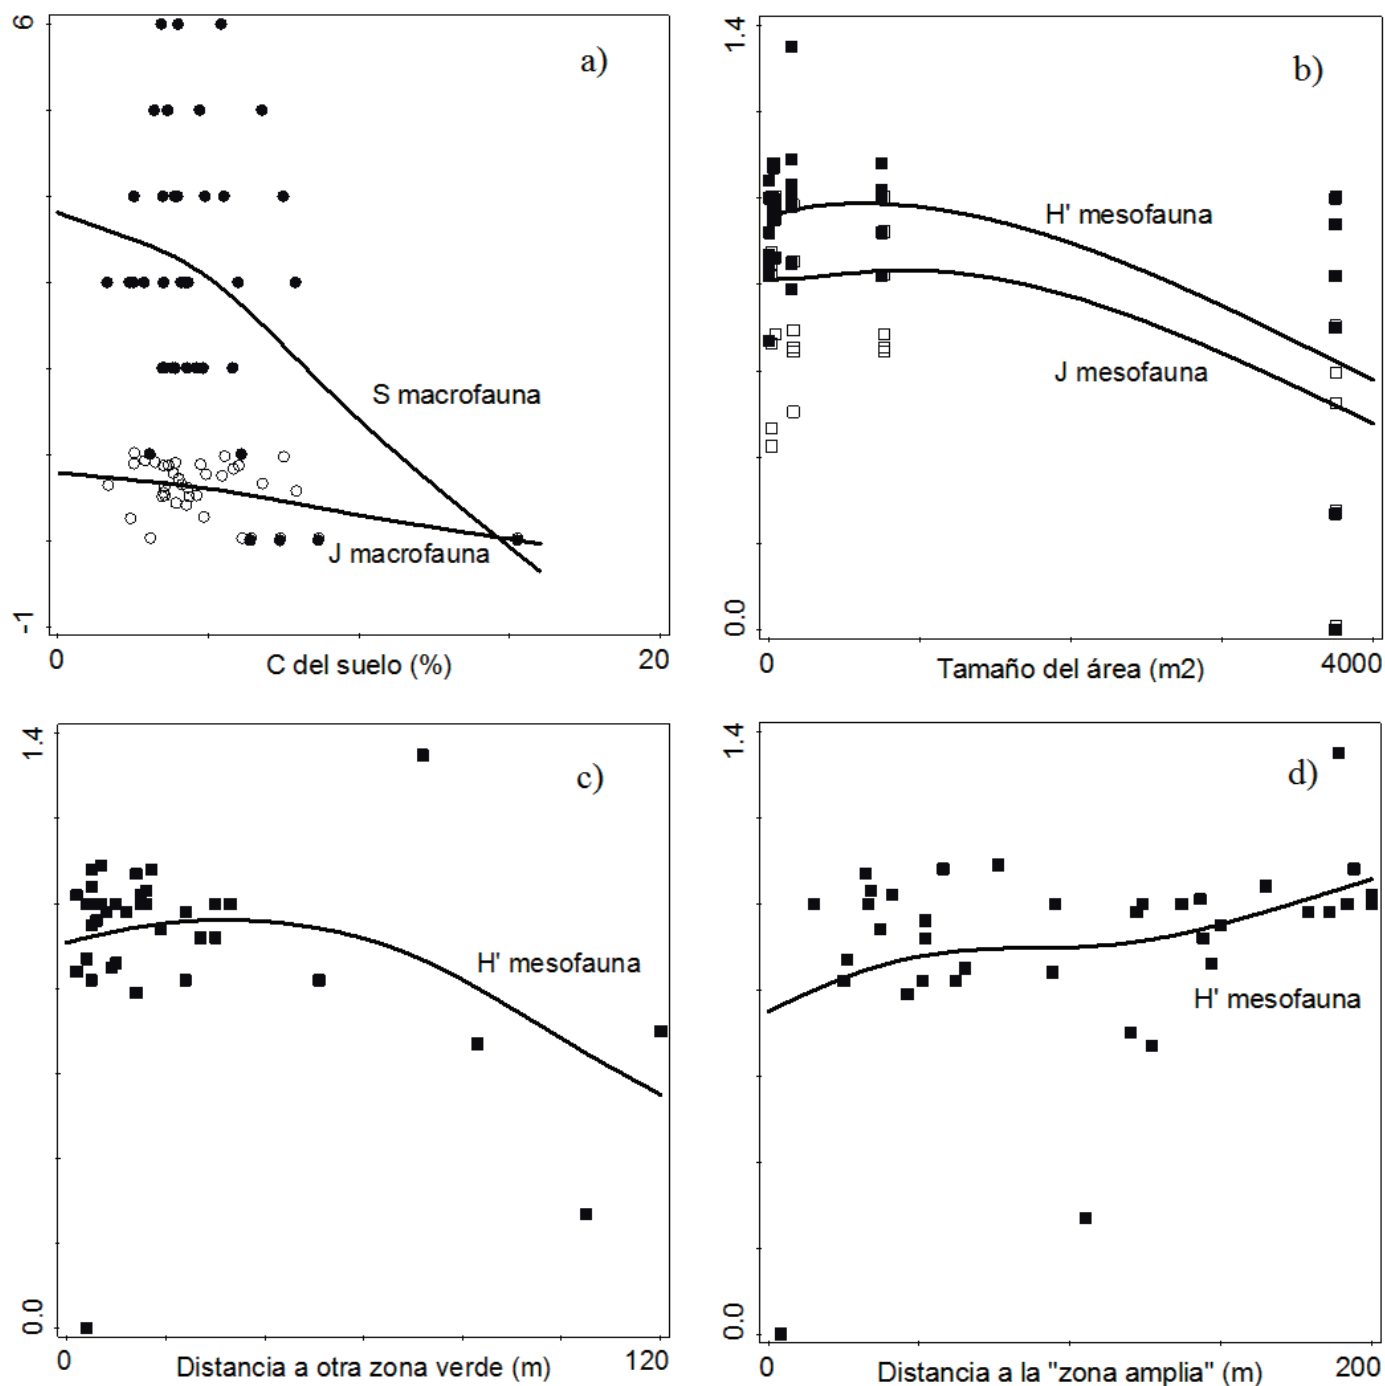 6
a)
S macrofauna
J macrofauna
-1
0
C del suelo (%)
20
1.4
b)
H' mesofauna
J mesofauna
0.0
0
Tamaño del área (m2)
4000
1.4
c)
H' mesofauna
0.0
0
Distancia a otra zona verde (m)
120
1.4
d)
H' mesofauna
0.0
0
Distancia a la "zona amplia" (m)
200